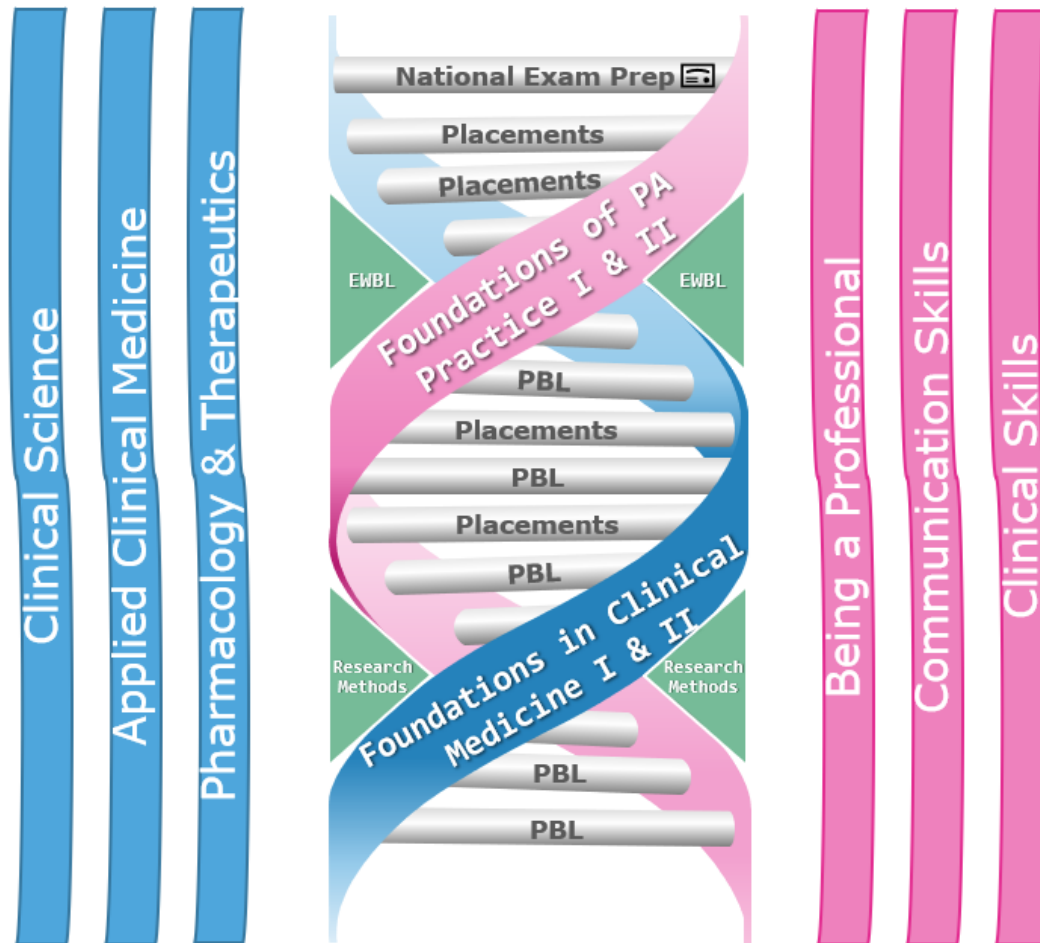 Clinical Science
Applied Clinical Medicine
Pharmacology & Therapeutics
National Exam Prep
Placements
Placements
Foundations of PA
Practice I & II
EWBL
EWBL
PBL
Placements
PBL
Placements
PBL
Foundations in Clinical
Medicine I & II
Research
Methods
Research
Methods
PBL
PBL
Being a Professional
Communication Skills
Clinical Skills